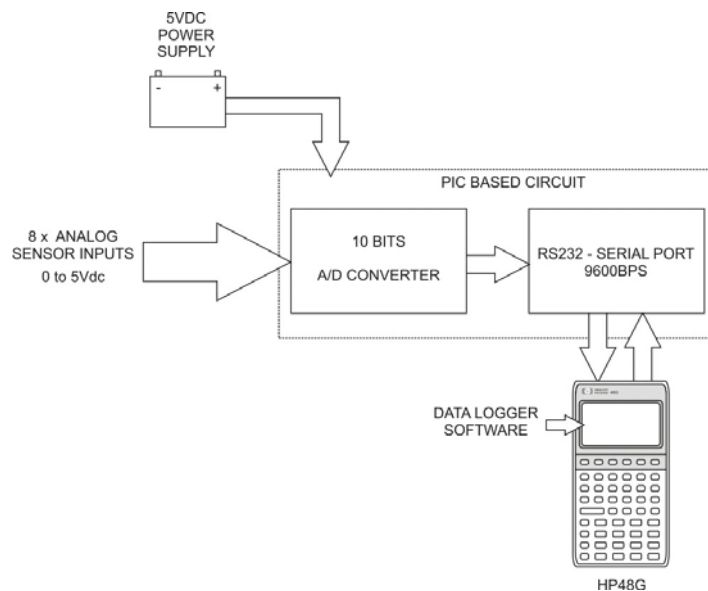 5VDC
POWER
SUPPLY
- +
PIC BASED CIRCUIT
8 x ANALOG
SENSOR INPUTS
0 to 5Vdc
10 BITS
A/D CONVERTER
RS232 - SERIAL PORT
9600BPS
DATA LOGGER
SOFTWARE
HP48G